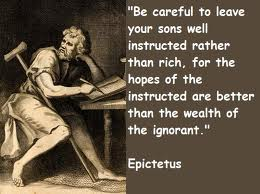 "Be careful to leave
your sons well
instructed rather
than rich, for the
hopes of the
instructed are better
than the wealth of
the ignorant."
Epictetus